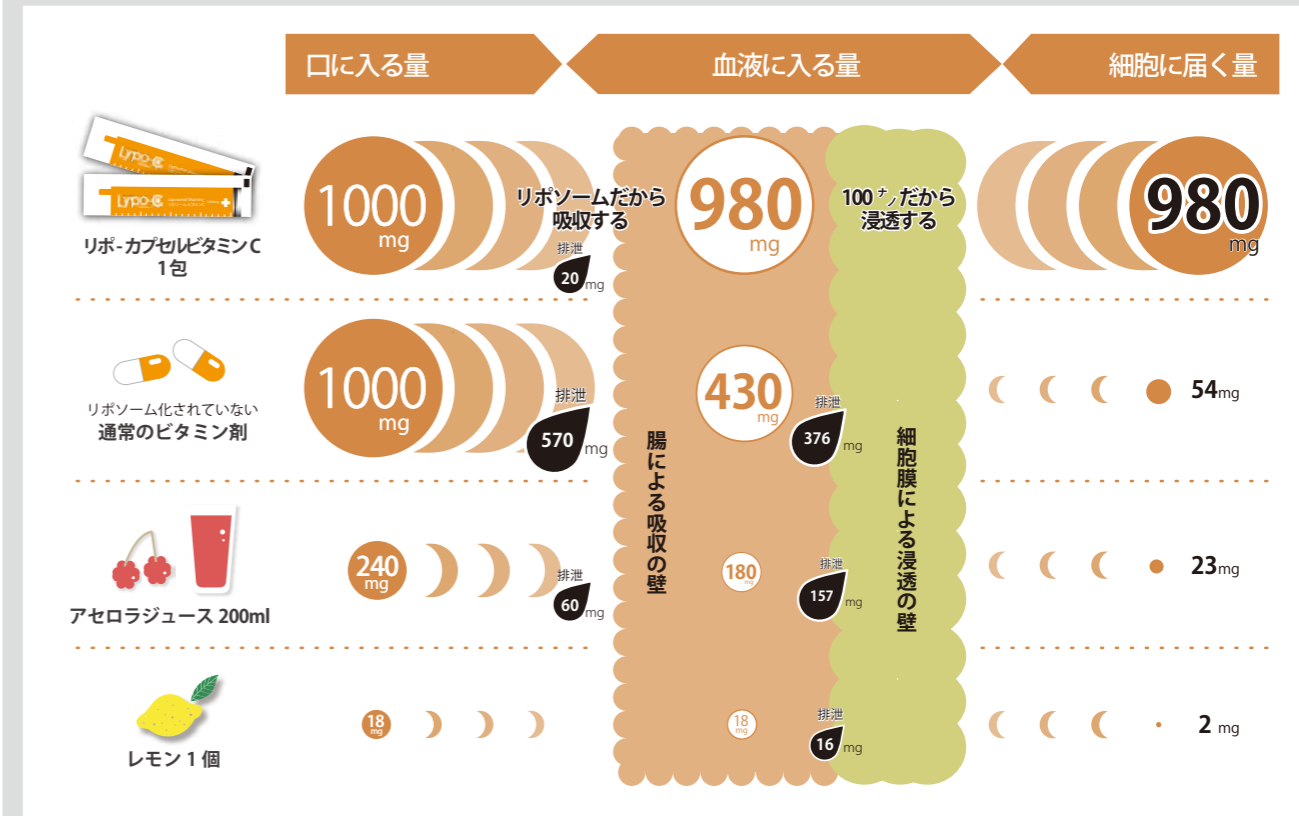 口に入る量
血液に入る量
細胞に届く量
Lypo-C
Lypo-C
リポ-カプセルビタミンC
1包
1000
mg
リポソームだから
吸収する
排泄
20 mg
980
mg
100ナノだから
浸透する
980
mg
リポソーム化されていない
通常のビタミン剤
1000
mg
排泄
570 mg
430
mg
排泄
376 mg
54mg
腸による吸収の壁
細胞膜による浸透の壁
アセロラジュース 200ml
240
mg
排泄
60 mg
180
mg
排泄
157 mg
23mg
レモン 1 個
18
mg
18
mg
排泄
16 mg
2 mg